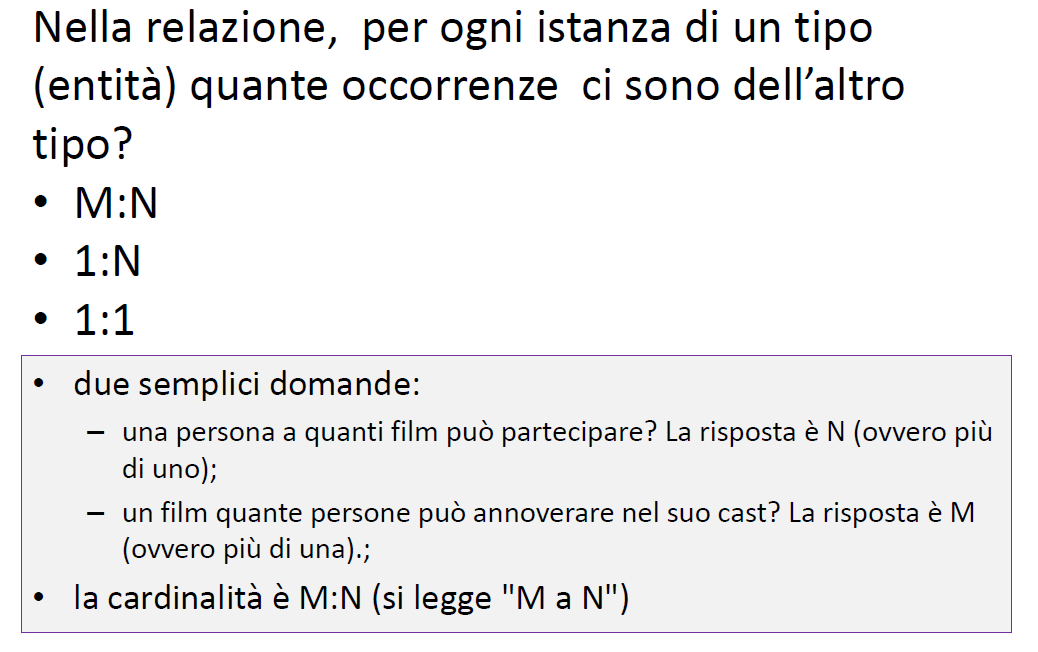 Nella relazione,  per ogni istanza di un tipo
(entità) quante occorrenze  ci sono dell’altro
tipo?
• M:N
• 1:N
• 1:1
• due semplici domande:
– una persona a quanti film può partecipare? La risposta è N (ovvero più
di uno);
– un film quante persone può annoverare nel suo cast? La risposta è M
(ovvero più di una).;
• la cardinalità è M:N (si legge "M a N")